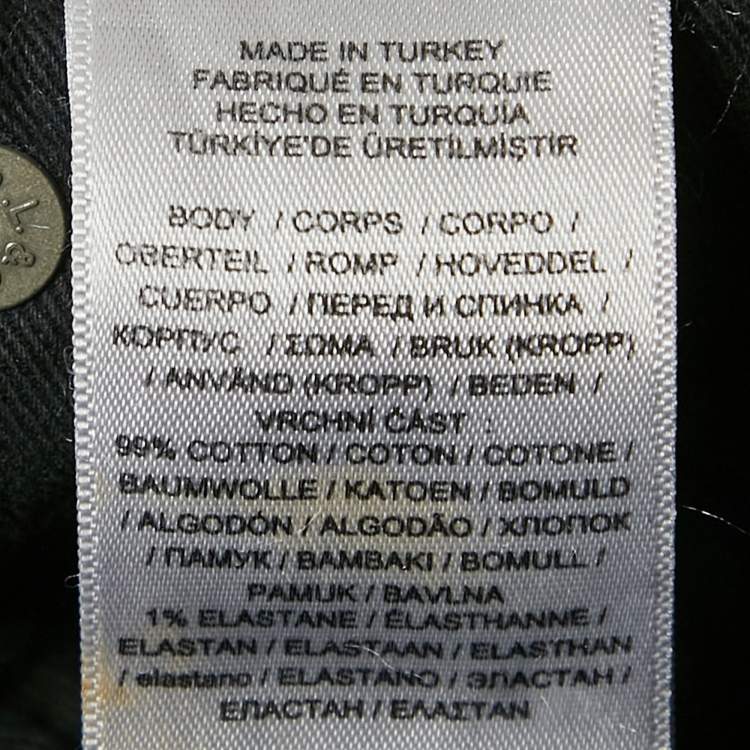 MADE IN TURKEY
FABRIQUÉ EN TURQUIE
HECHO EN TURQUÍA
TÜRKİYE'DE ÜRETİLMİŞTİR
BODY / CORPS / CORPO /
OBERTEIL / ROMP / HOVEDDEL /
CUERPO / ПЕРЕД И СПИНКА /
КОРПУС / ΣΩΜΑ / BRUK (KROPP)
/ ANVÄND (KROPP) / BEDEN /
VRCHNÍ ČÁST :
99% COTTON / COTON / COTONE /
BAUMWOLLE / KATOEN / BOMULD
/ ALGODÓN / ALGODÃO / ХЛОПОК
/ ПАМУК / BAMBAKI / BOMULL /
PAMUK / BAVLNA
1% ELASTANE / ÉLASTHANNE /
ELASTAN / ELASTAAN / ELASTHAN
/ elastano / ELASTANO / ЭЛАСТАН /
ЕЛАСТАН / ΕΛΑΣΤΑΝ